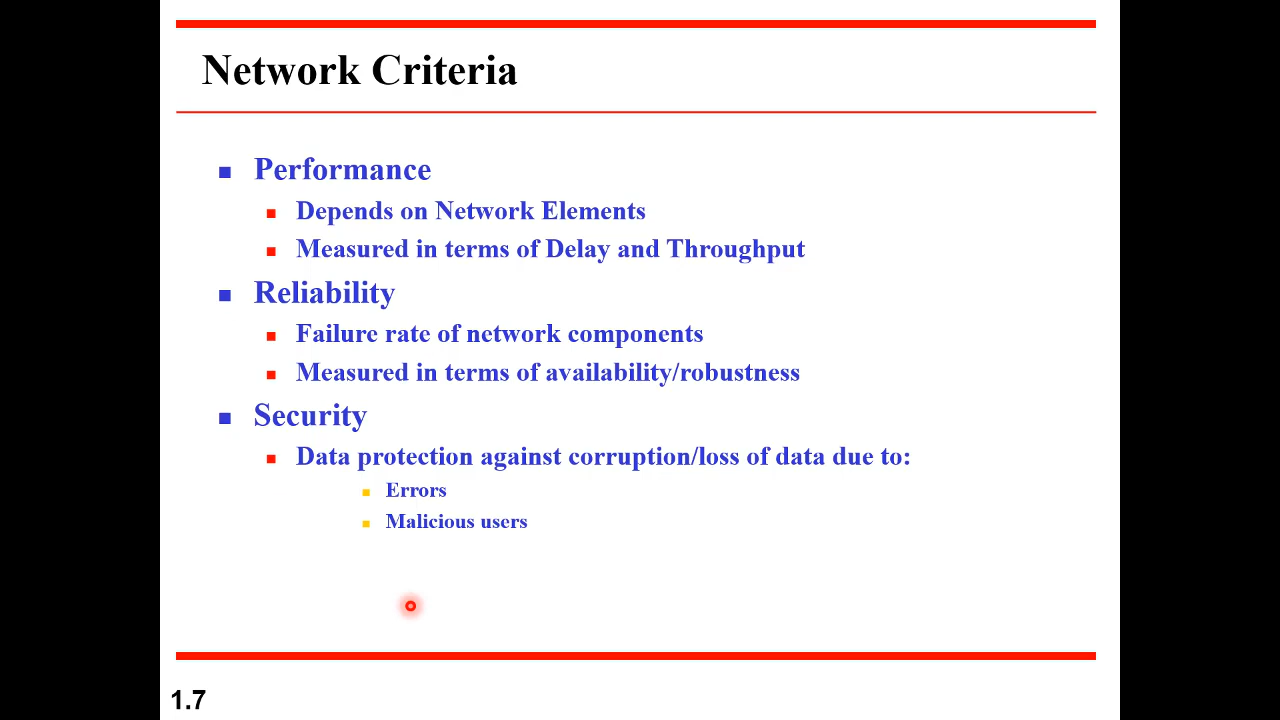 Network Criteria
Performance
Depends on Network Elements
Measured in terms of Delay and Throughput
Reliability
Failure rate of network components
Measured in terms of availability/robustness
Security
Data protection against corruption/loss of data due to:
Errors
Malicious users
1.7